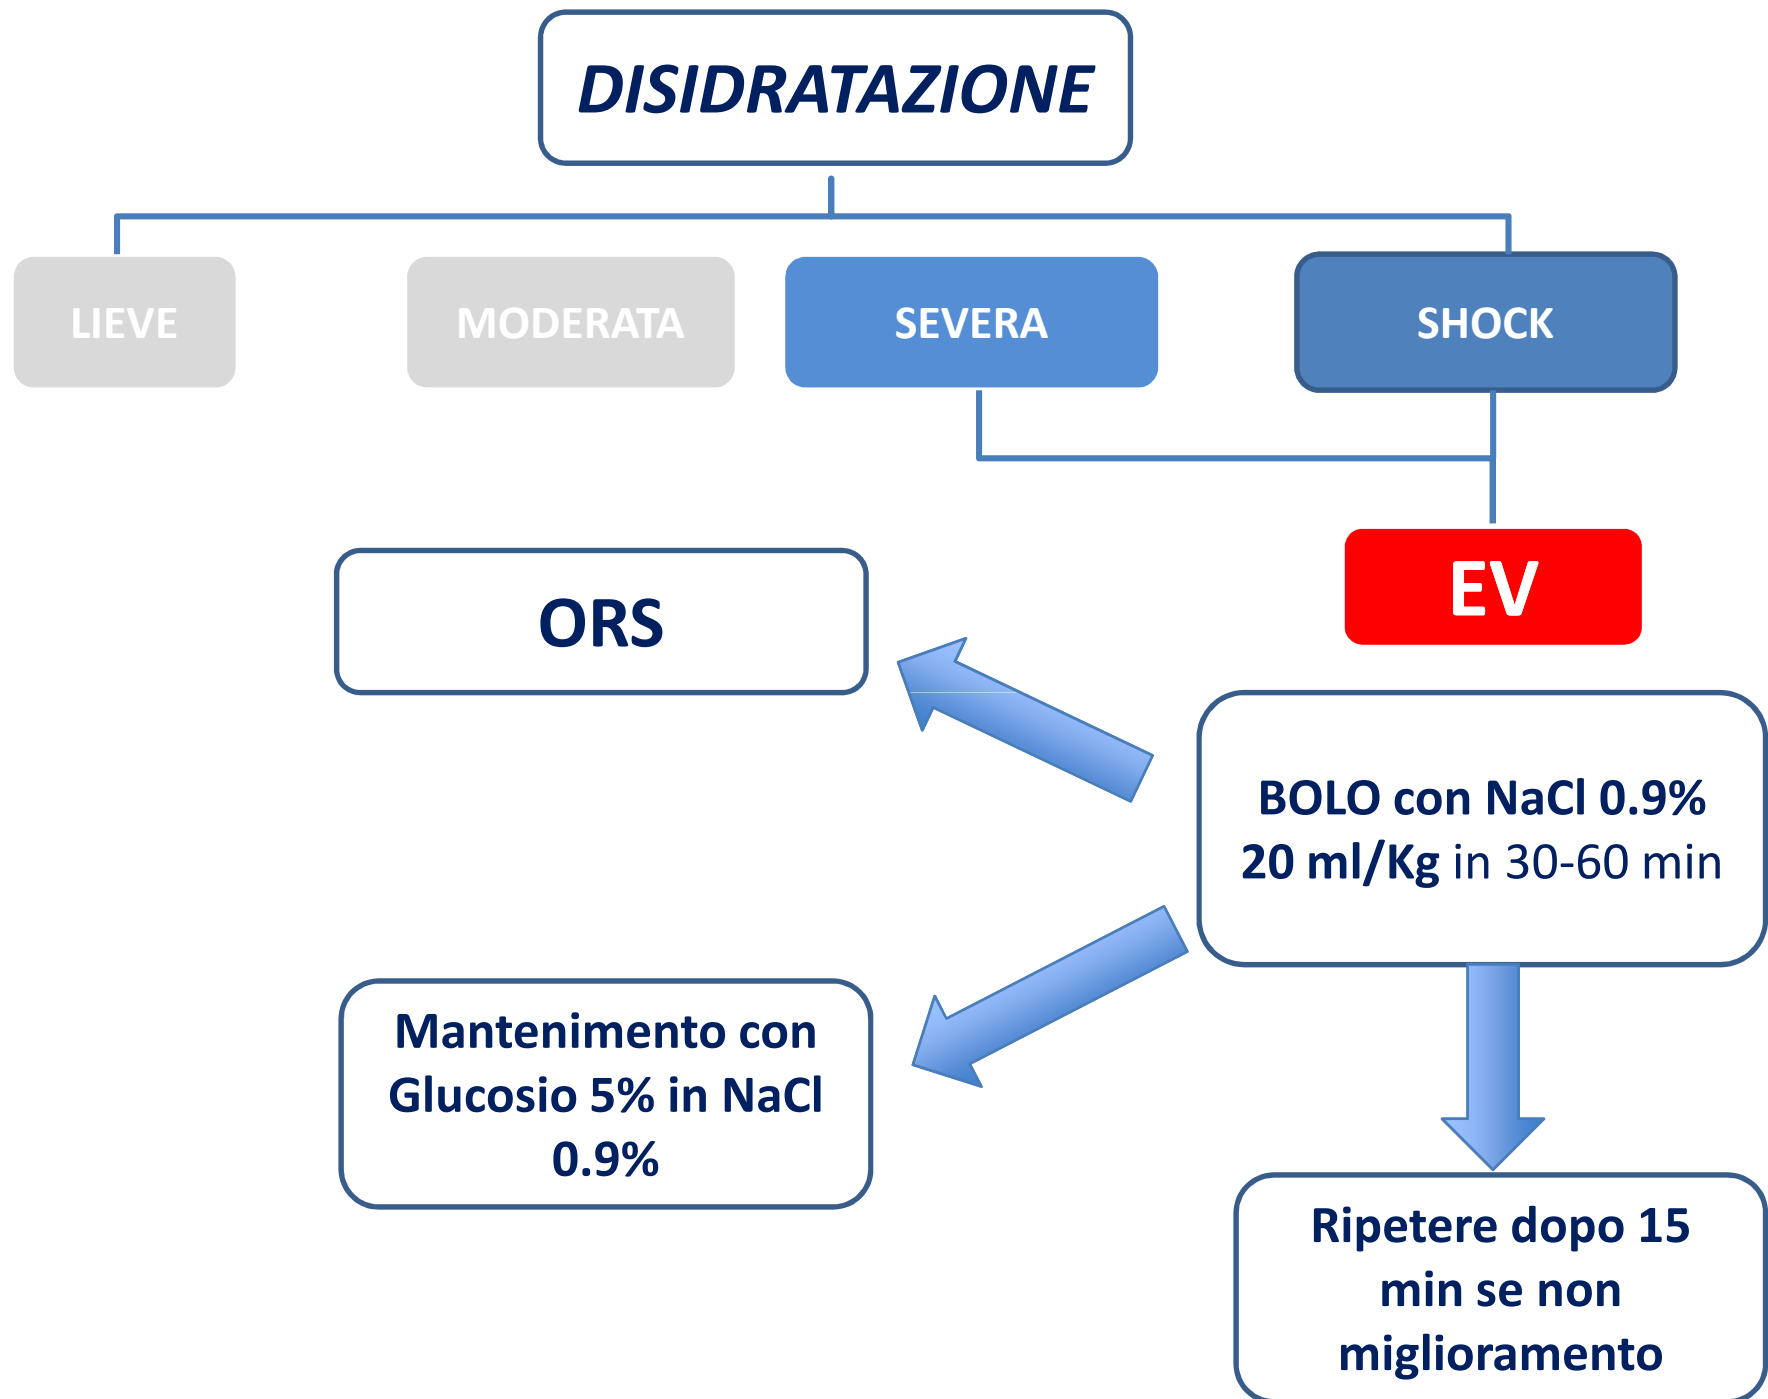 DISIDRATAZIONE
LIEVE
MODERATA
SEVERA
SHOCK
EV
ORS
BOLO con NaCl 0.9%
20 ml/Kg in 30-60 min
Mantenimento con
Glucosio 5% in NaCl
0.9%
Ripetere dopo 15
min se non
miglioramento